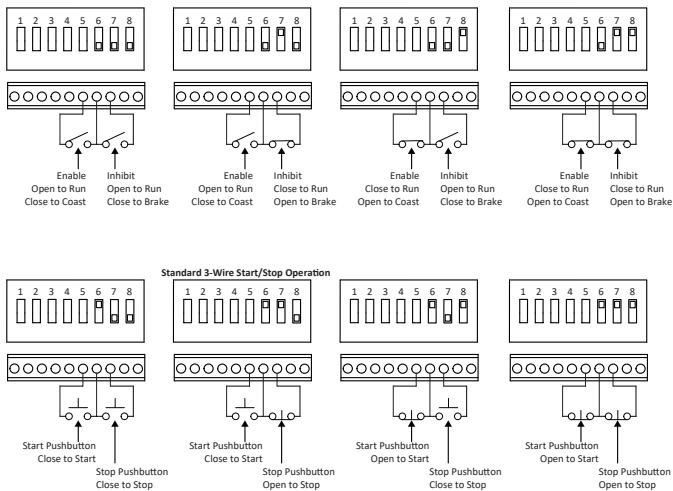 1 2 3 4 5 6 7 8
1 2 3 4 5 6 7 8
1 2 3 4 5 6 7 8
1 2 3 4 5 6 7 8
Enable
Open to Run
Close to Coast
Inhibit
Open to Run
Close to Brake
Enable
Open to Run
Close to Coast
Inhibit
Close to Run
Open to Brake
Enable
Close to Run
Open to Coast
Inhibit
Open to Run
Close to Brake
Enable
Close to Run
Open to Coast
Inhibit
Close to Run
Open to Brake
Standard 3-Wire Start/Stop Operation
1 2 3 4 5 6 7 8
1 2 3 4 5 6 7 8
1 2 3 4 5 6 7 8
1 2 3 4 5 6 7 8
Start Pushbutton
Close to Start
Stop Pushbutton
Close to Stop
Start Pushbutton
Close to Start
Stop Pushbutton
Open to Stop
Start Pushbutton
Open to Start
Stop Pushbutton
Close to Stop
Start Pushbutton
Open to Start
Stop Pushbutton
Open to Stop